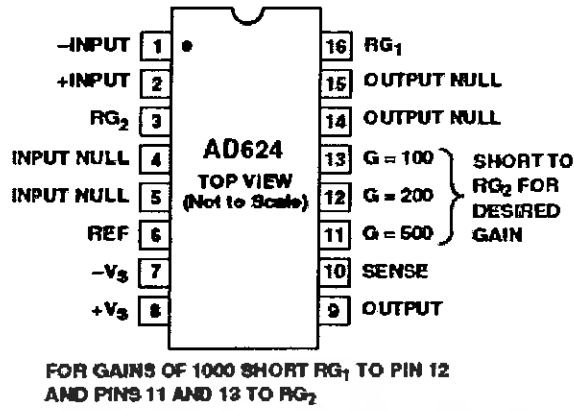 –INPUT 1 16 RG1
+INPUT 2 15 OUTPUT NULL
RG2 3 14 OUTPUT NULL
INPUT NULL 4 AD624 13 G = 100 SHORT TO
INPUT NULL 5 TOP VIEW 12 G = 200 RG2 FOR
REF 6 (Not to Scale) 11 G = 500 DESIRED
–VS 7 10 SENSE GAIN
+VS 8 9 OUTPUT
FOR GAINS OF 1000 SHORT RG1 TO PIN 12
AND PINS 11 AND 13 TO RG2